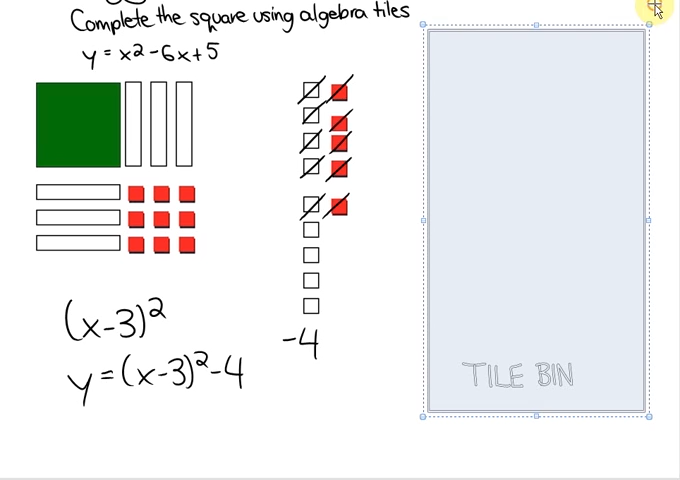 Complete the square using algebra tiles
y = x2 - 6x + 5
(x-3)2
-4
y = (x-3)2 - 4
TILE BIN